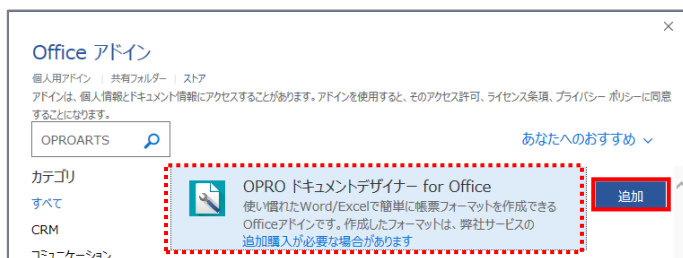 Office アドイン
個人用アドイン | 共有フォルダー | ストア
アドインは、個人情報とドキュメント情報にアクセスすることがあります。アドインを使用すると、そのアクセス許可、ライセンス条項、プライバシー ポリシーに同意
することになります。
OPROARTS
あなたへのおすすめ
カテゴリ
すべて
CRM
コミュニケーション
OPRO ドキュメントデザイナー for Office
使い慣れたWord/Excelで簡単に帳票フォーマットを作成できる
Officeアドインです。作成したフォーマットは、弊社サービスの
追加購入が必要な場合があります
追加